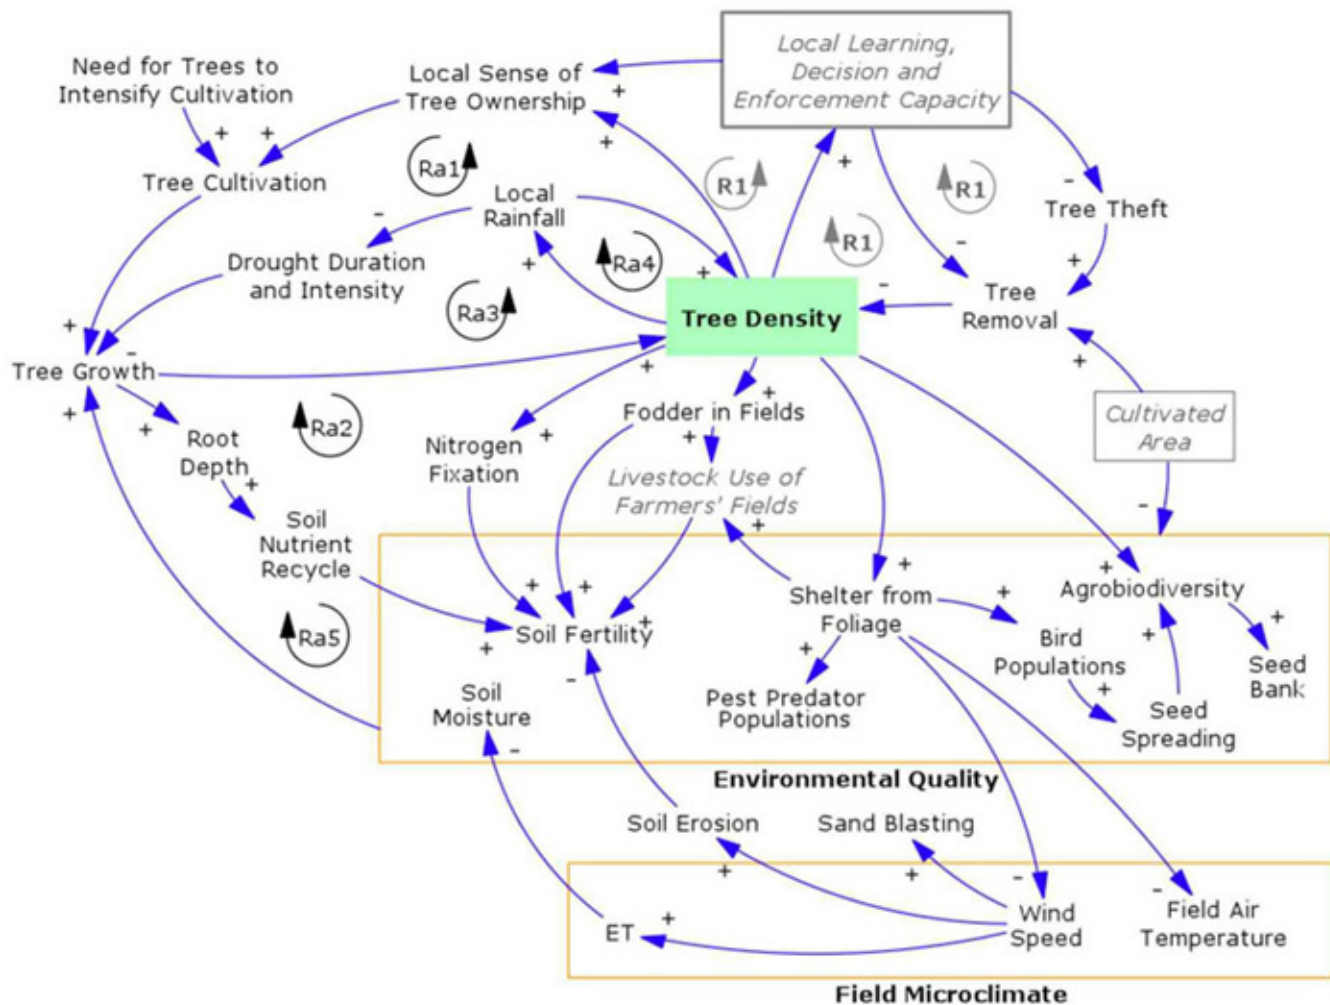 Need for Trees to
Intensify Cultivation
Local Sense of
Tree Ownership
Local Learning,
Decision and
Enforcement Capacity
+
+
+
+
+
Ra1
R1
R1
Tree Cultivation
Local
Rainfall
-
-
Tree Theft
R1
Drought Duration
and Intensity
+
Ra4
+
-
+
Ra3
-
Tree
Removal
Tree Density
+
-
Tree Growth
+
+
+
+
+
Fodder in Fields
Cultivated
Area
Ra2
+
Root
Depth
+
Nitrogen
Fixation
+
Livestock Use of
Farmers' Fields
+
-
+
Soil
Nutrient
Recycle
+
+
+
+
+
Shelter from
Foliage
Agrobiodiversity
Ra5
Soil Fertility
+
+
+
+
+
Bird
Populations
Seed
Bank
-
Soil
Moisture
+
Pest Predator
Populations
Seed
Spreading
-
Environmental Quality
Soil Erosion
Sand Blasting
+
+
-
-
Wind
Speed
Field Air
Temperature
ET
+
Field Microclimate